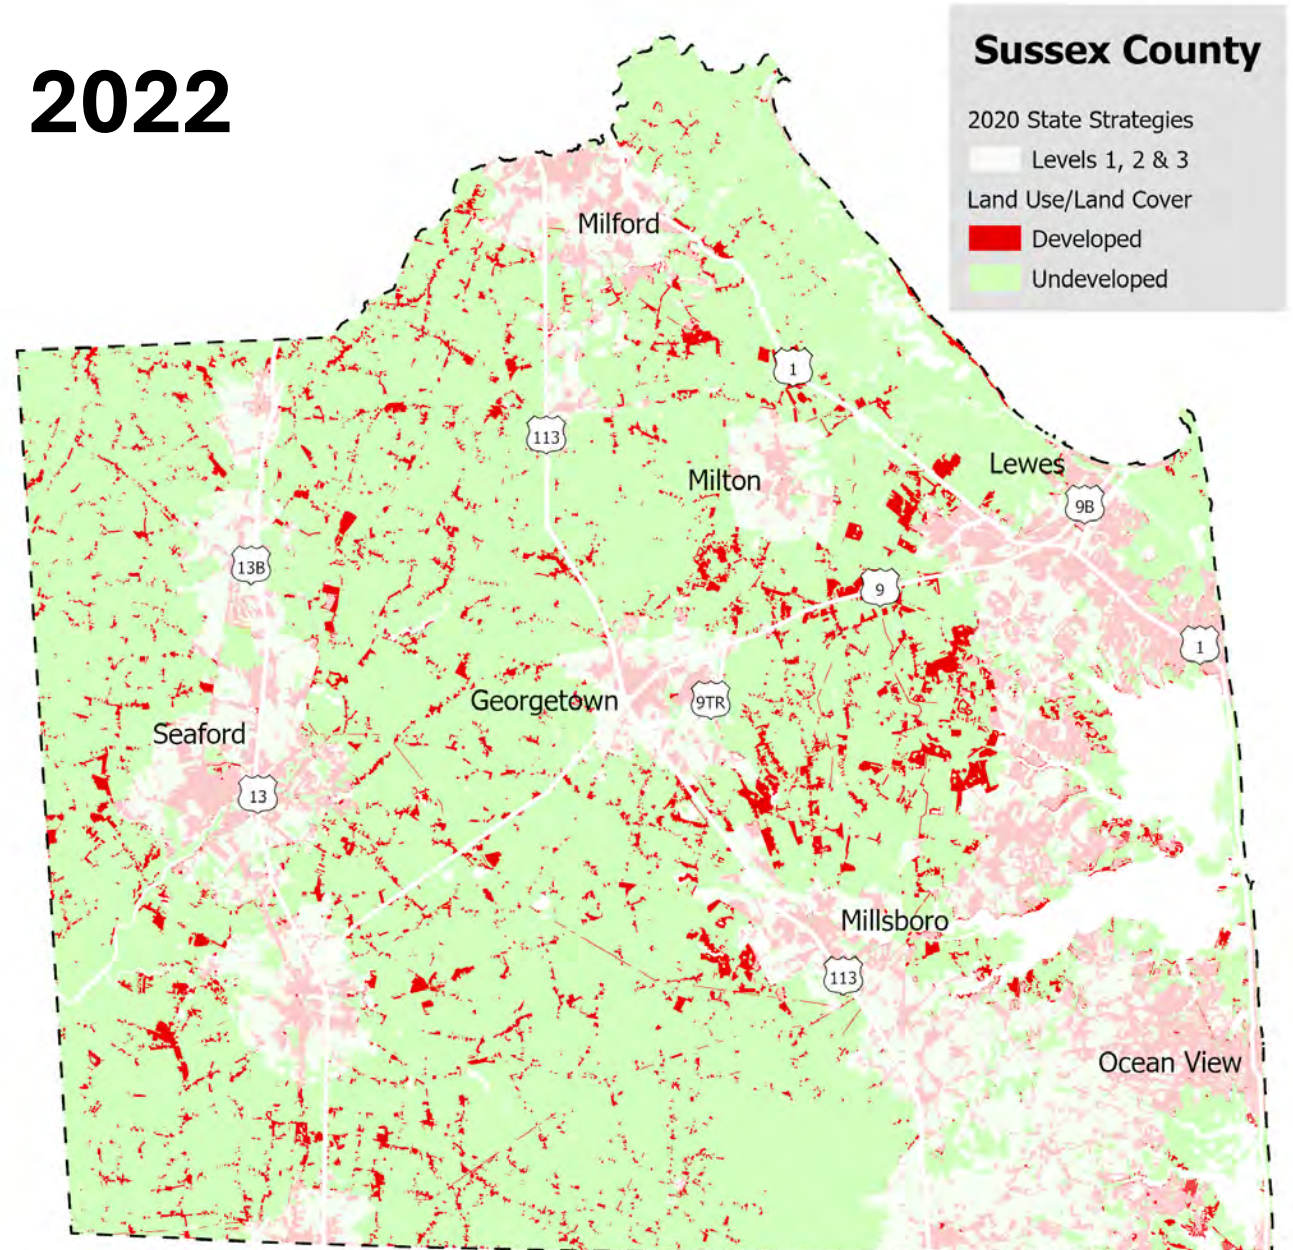 2022
Sussex County
2020 State Strategies
Levels 1, 2 & 3
Land Use/Land Cover
Developed
Undeveloped
Milford
1
113
Milton
Lewes
9B
13B
9
1
Georgetown
9TR
Seaford
13
Millsboro
113
Ocean View